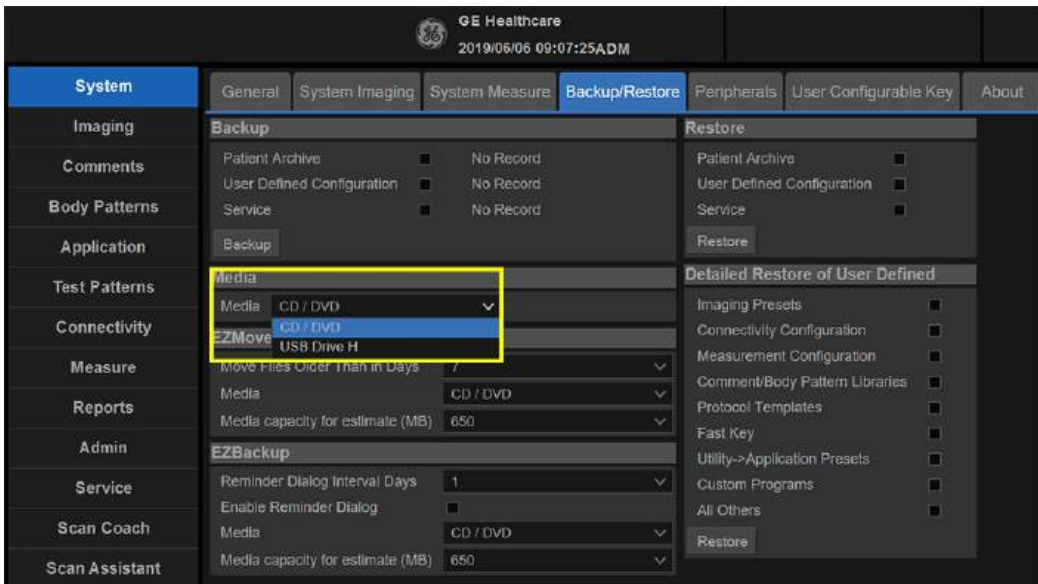 GE Healthcare
2019/06/06 09:07:25ADM
System
Imaging
Comments
Body Patterns
Application
Test Patterns
Connectivity
Measure
Reports
Admin
Service
Scan Coach
Scan Assistant
General System Imaging System Measure Backup/Restore Peripherals User Configurable Key About
Backup
Patient Archive No Record
User Defined Configuration No Record
Service No Record
Backup
Media
Media CD / DVD
CD / DVD
USB Drive H
EZMove
Move Files Older Than in Days 7
Media CD / DVD
Media capacity for estimate (MB) 650
EZBackup
Reminder Dialog Interval Days 1
Enable Reminder Dialog
Media CD / DVD
Media capacity for estimate (MB) 650
Restore
Patient Archive
User Defined Configuration
Service
Restore
Detailed Restore of User Defined
Imaging Presets
Connectivity Configuration
Measurement Configuration
Comment/Body Pattern Libraries
Protocol Templates
Fast Key
Utility->Application Presets
Custom Programs
All Others
Restore